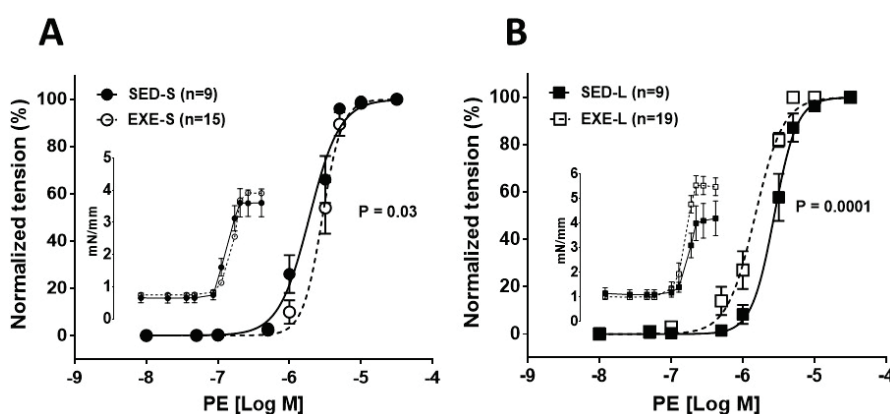 A
SED-S (n=9)
EXE-S (n=15)
P = 0.03
Normalized tension (%)
100
80
60
40
20
0
mN/mm
5
4
3
2
1
0
-9
-8
-7
-6
-5
-4
PE [Log M]
B
SED-L (n=9)
EXE-L (n=19)
P = 0.0001
Normalized tension (%)
100
80
60
40
20
0
mN/mm
6
5
4
3
2
1
0
-9
-8
-7
-6
-5
-4
PE [Log M]